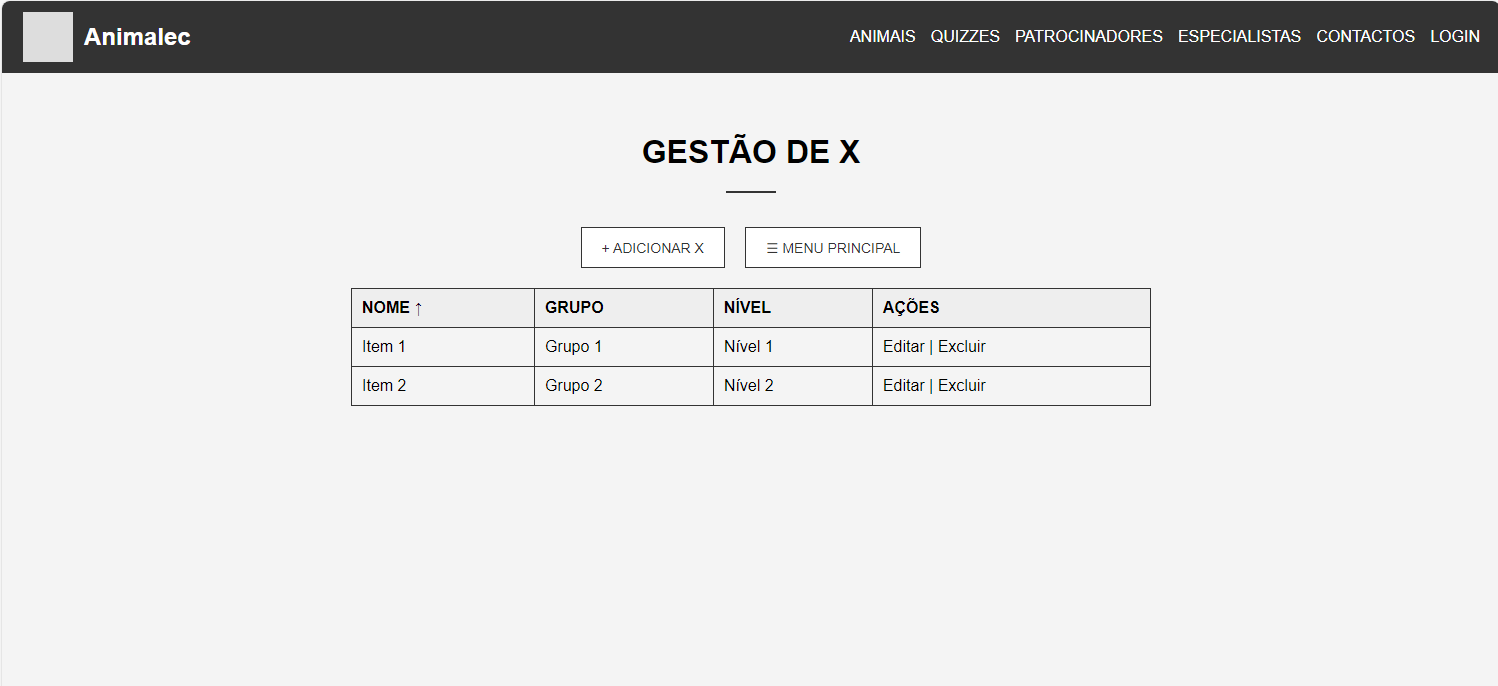 Animalec ANIMAIS QUIZZES PATROCINADORES ESPECIALISTAS CONTACTOS LOGIN
GESTÃO DE X
+ ADICIONAR X ☰ MENU PRINCIPAL
NOME ↑ GRUPO NÍVEL AÇÕES
Item 1 Grupo 1 Nível 1 Editar | Excluir
Item 2 Grupo 2 Nível 2 Editar | Excluir